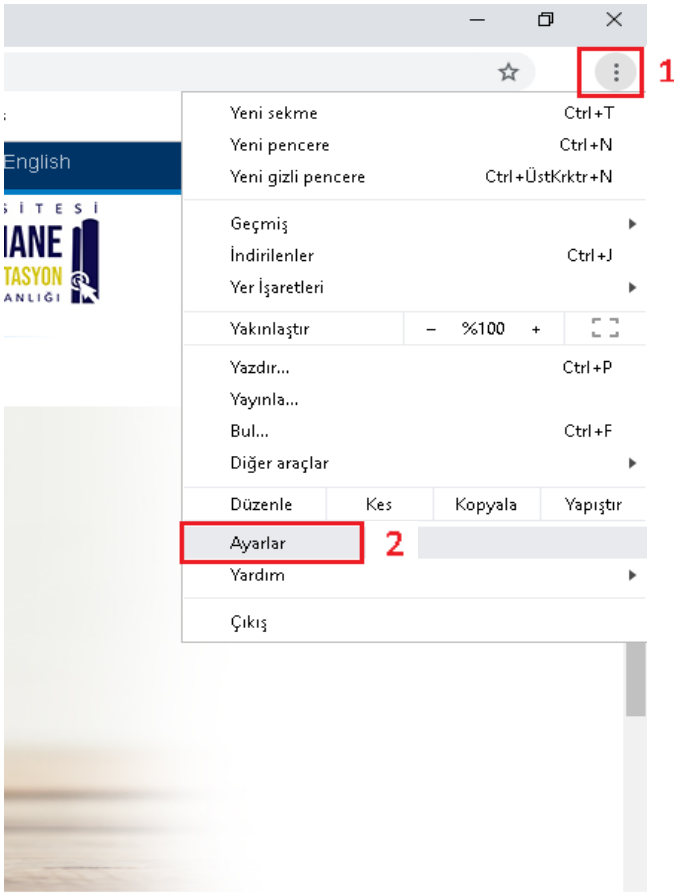 1
Yeni sekme Ctrl+T
Yeni pencere Ctrl+N
Yeni gizli pencere Ctrl+ÜstKrktr+N
English
SİTESİ
HANE
TASYON
ANLIĞI
Geçmiş
İndirilenler Ctrl+J
Yer İşaretleri
Yakınlaştır – %100 +
Yazdır... Ctrl+P
Yayınla...
Bul... Ctrl+F
Diğer araçlar
Düzenle Kes Kopyala Yapıştır
Ayarlar 2
Yardım
Çıkış